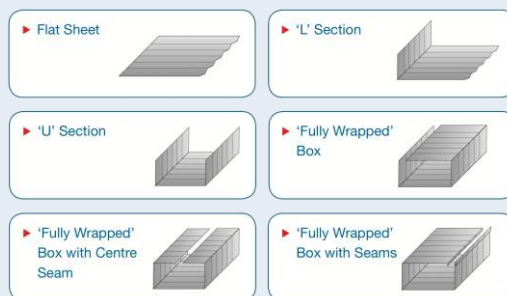 Flat Sheet
‘L’ Section
‘U’ Section
‘Fully Wrapped’
Box
‘Fully Wrapped’
Box with Centre
Seam
‘Fully Wrapped’
Box with Seams